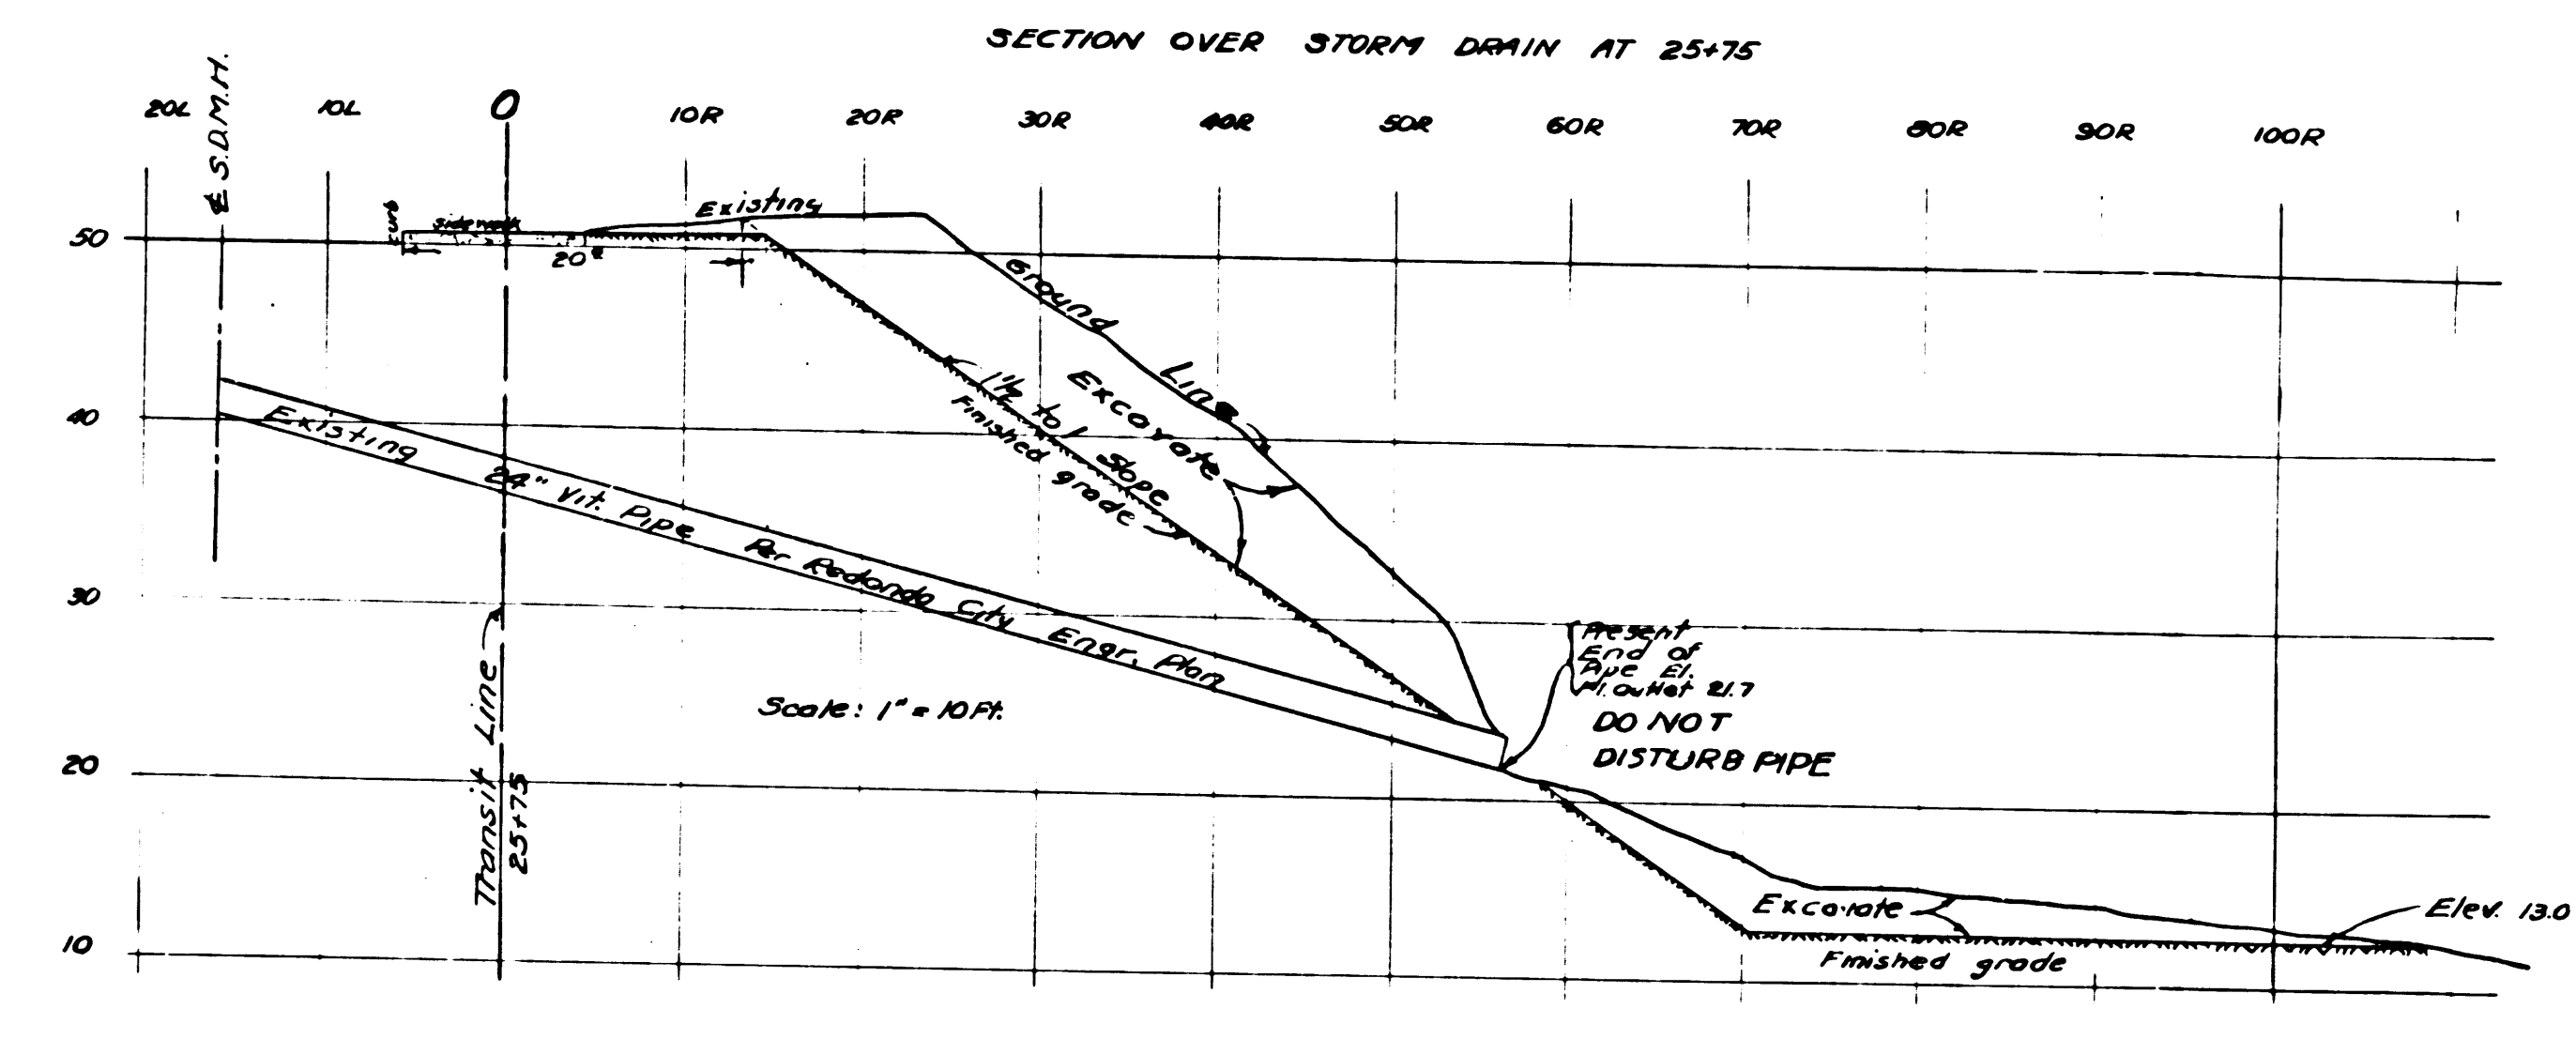 SECTION OVER STORM DRAIN AT 25+75
20L 10L 0 10R 20R 30R 40R 50R 60R 70R 80R 90R 100R
℄ S.D.M.H.
curb
sidewalk
Existing
50
20'±
Ground
Line
Excavate
1½ to 1 Slope
Finished grade
40
Existing 24" Vit. Pipe Per Redondo City Engr. Plan
30
Present
End of
Pipe El.
outlet 21.7
DO NOT
DISTURB PIPE
Scale: 1" = 10 Ft.
Transit Line
25+75
20
Excavate
Elev. 13.0
10
Finished grade